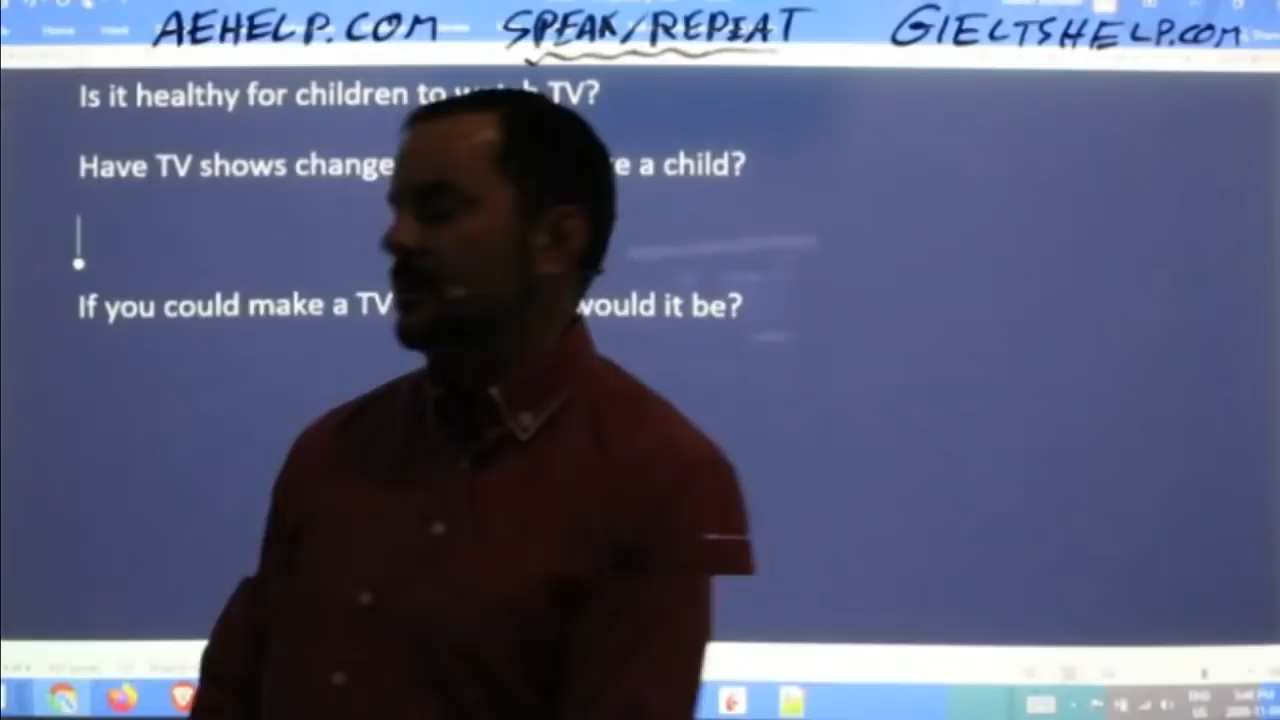 AEHELP.COM SPEAK/REPEAT GIELTSHELP.COM
Is it healthy for children to watch TV?
Have TV shows change e a child?
If you could make a TV would it be?